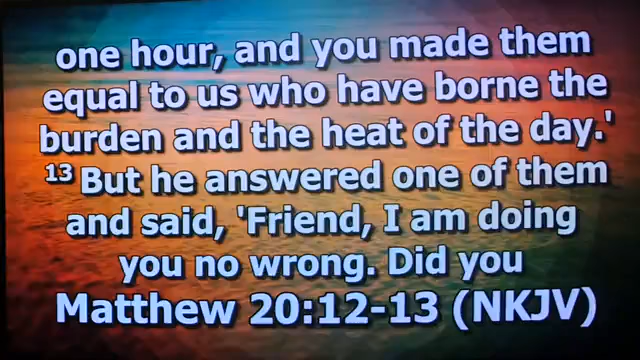 one hour, and you made them
equal to us who have borne the
burden and the heat of the day.'
13 But he answered one of them
and said, 'Friend, I am doing
you no wrong. Did you
Matthew 20:12-13 (NKJV)